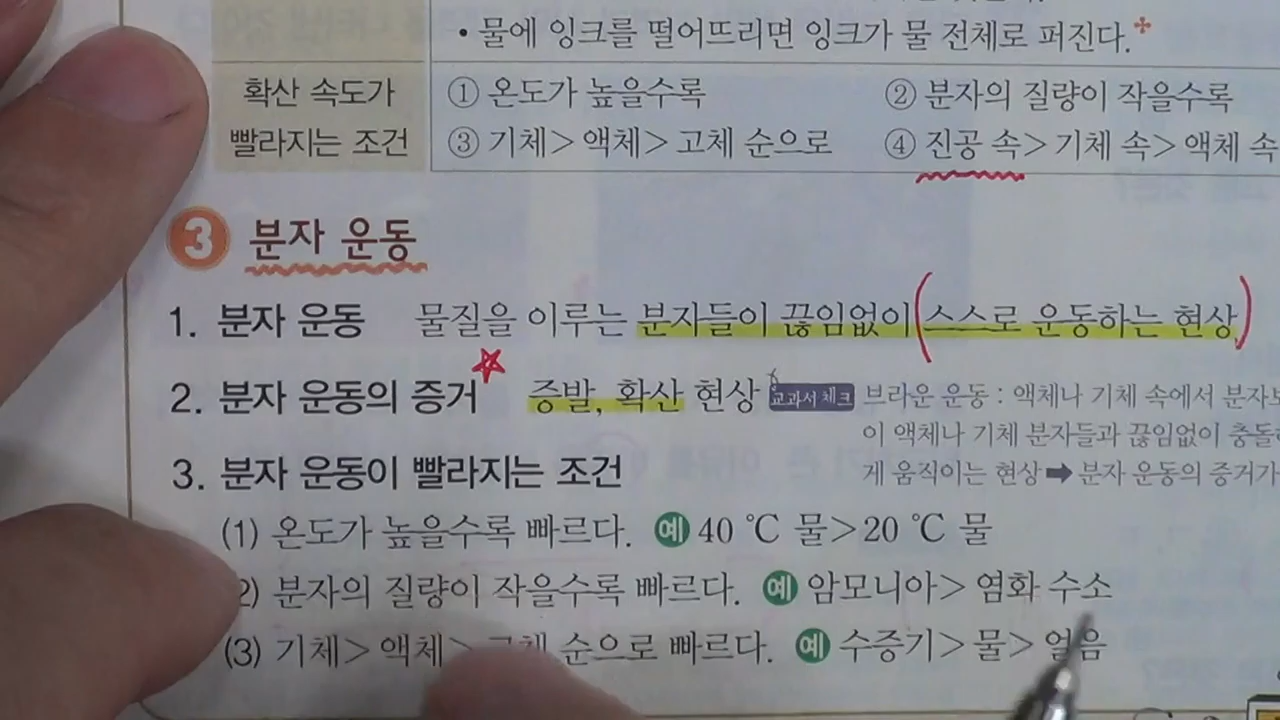 • 물에 잉크를 떨어뜨리면 잉크가 물 전체로 퍼진다.
확산 속도가
빨라지는 조건
① 온도가 높을수록 ② 분자의 질량이 작을수록
③ 기체> 액체> 고체 순으로 ④ 진공 속> 기체 속> 액체 속
3 분자 운동
1. 분자 운동 물질을 이루는 분자들이 끊임없이 스스로 운동하는 현상
2. 분자 운동의 증거 증발, 확산 현상 교과서 체크 브라운 운동 : 액체나 기체 속에서
이 액체나 기체 분자들과 끊임없이
게 움직이는 현상 ➡ 분자 운동의 증거가
3. 분자 운동이 빨라지는 조건
(1) 온도가 높을수록 빠르다. 예 40 ℃ 물>20 ℃ 물
2) 분자의 질량이 작을수록 빠르다. 예 암모니아> 염화 수소
(3) 기체> 액체> 순으로 빠르다. 예 수증기> 물> 얼음